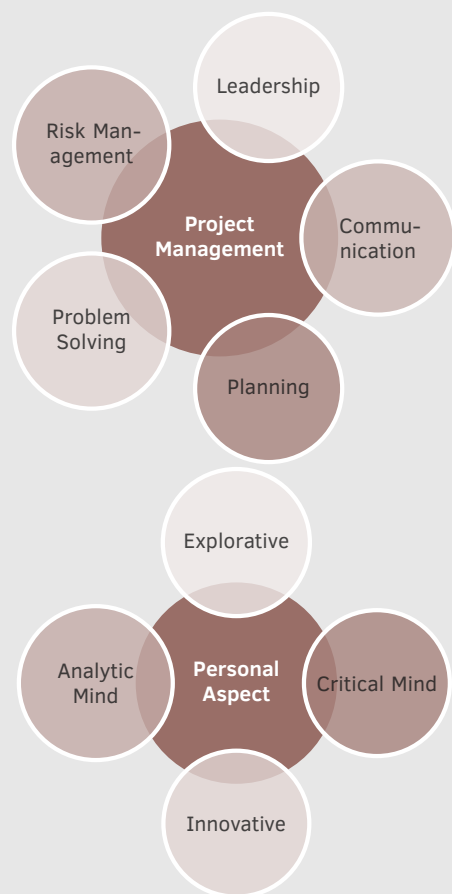 Leadership
Risk Man-
agement
Project
Management
Commu-
nication
Problem
Solving
Planning
Explorative
Analytic
Mind
Personal
Aspect
Critical Mind
Innovative